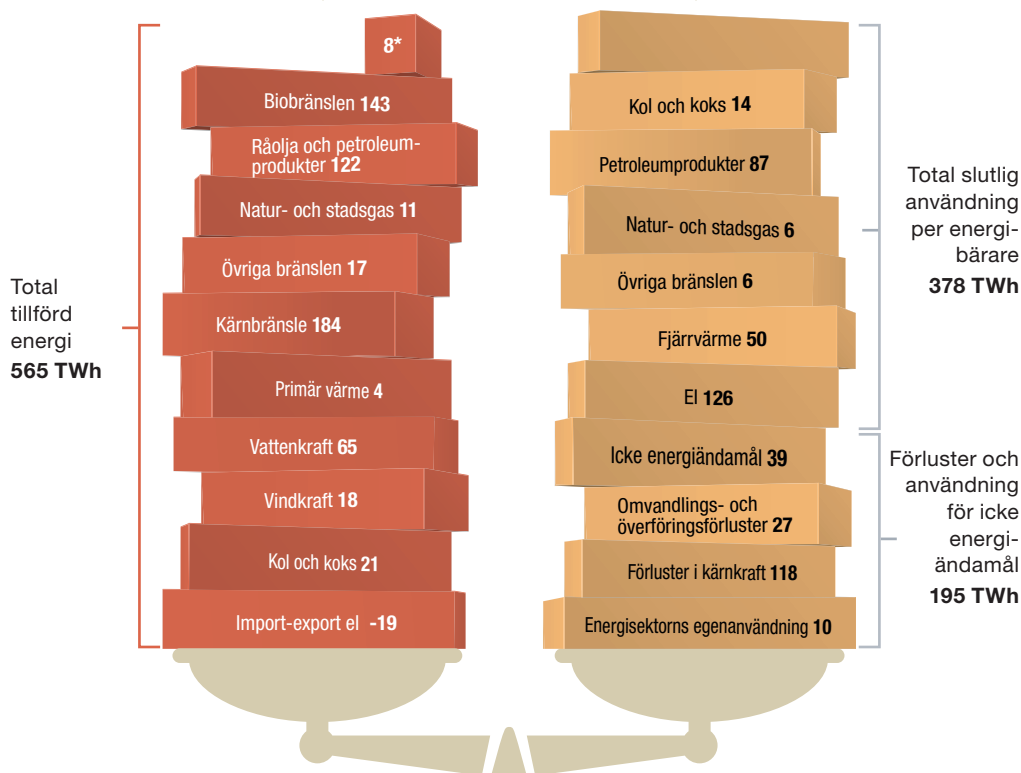 Total
tillförd
energi
565 TWh
8*
Biobränslen 143
Råolja och petroleum-
produkter 122
Natur- och stadsgas 11
Övriga bränslen 17
Kärnbränsle 184
Primär värme 4
Vattenkraft 65
Vindkraft 18
Kol och koks 21
Import-export el -19
Kol och koks 14
Petroleumprodukter 87
Natur- och stadsgas 6
Övriga bränslen 6
Fjärrvärme 50
El 126
Icke energiändamål 39
Omvandlings- och
överföringsförluster 27
Förluster i kärnkraft 118
Energisektorns egenanvändning 10
Total slutlig
användning
per energi-
bärare
378 TWh
Förluster och
användning
för icke
energi-
ändamål
195 TWh